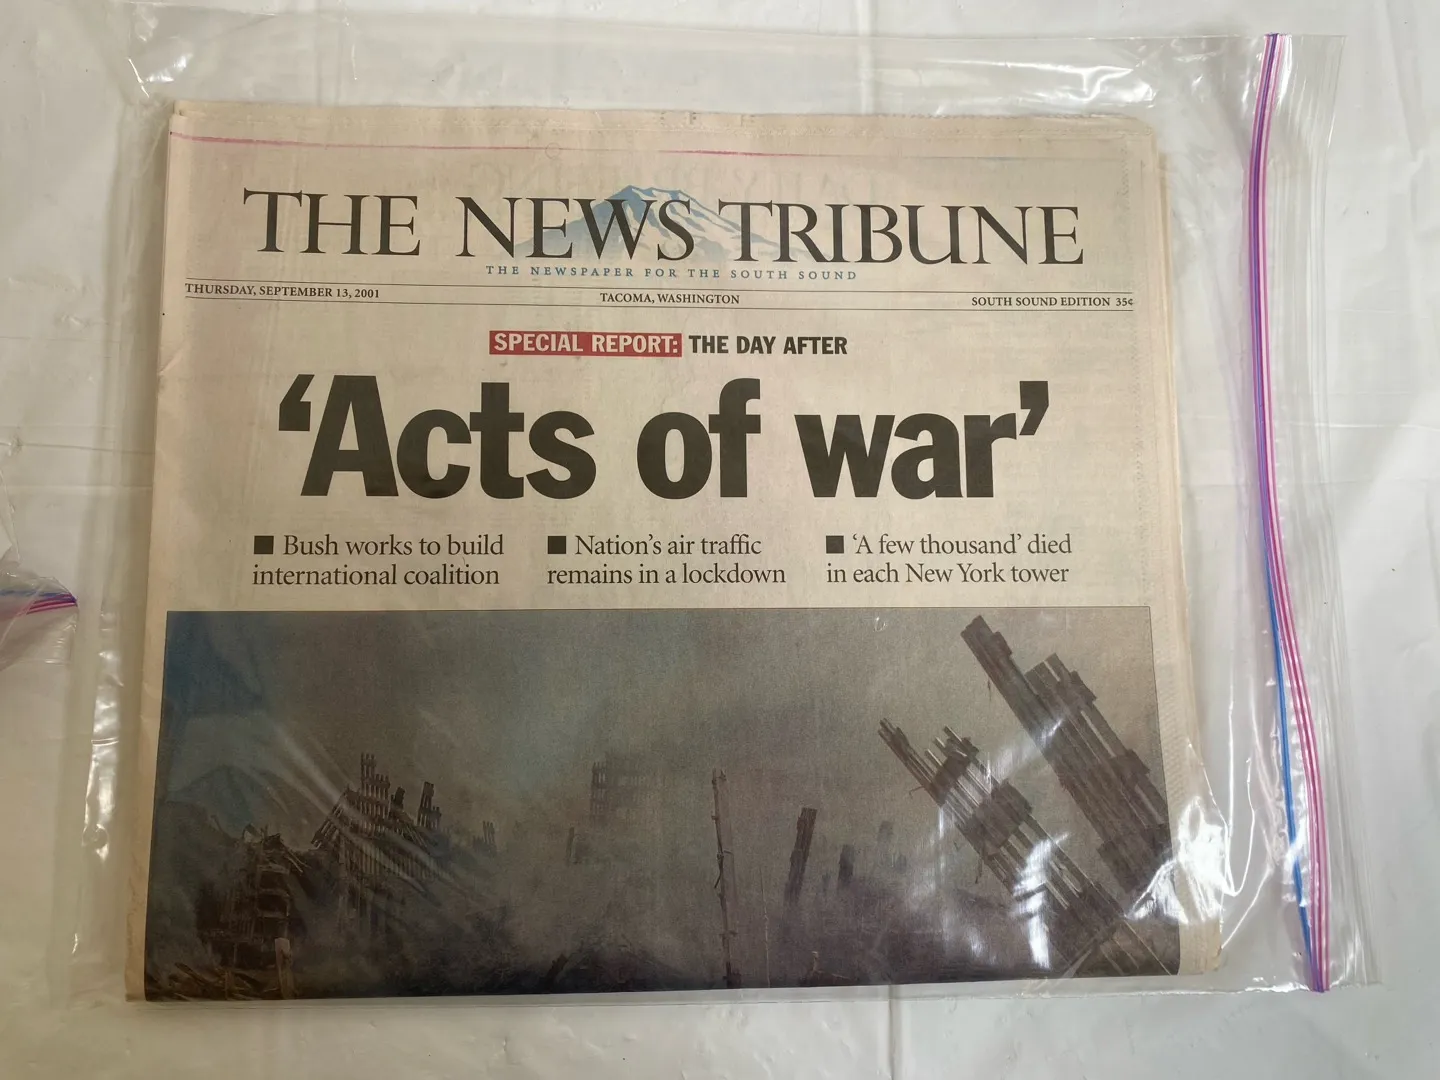 THE NEWS TRIBUNE
THE NEWSPAPER FOR THE SOUTH SOUND
THURSDAY, SEPTEMBER 13, 2001
TACOMA, WASHINGTON
SOUTH SOUND EDITION 35¢
SPECIAL REPORT: THE DAY AFTER
‘Acts of war’
■ Bush works to build
international coalition
■ Nation’s air traffic
remains in a lockdown
■ ‘A few thousand’ died
in each New York tower